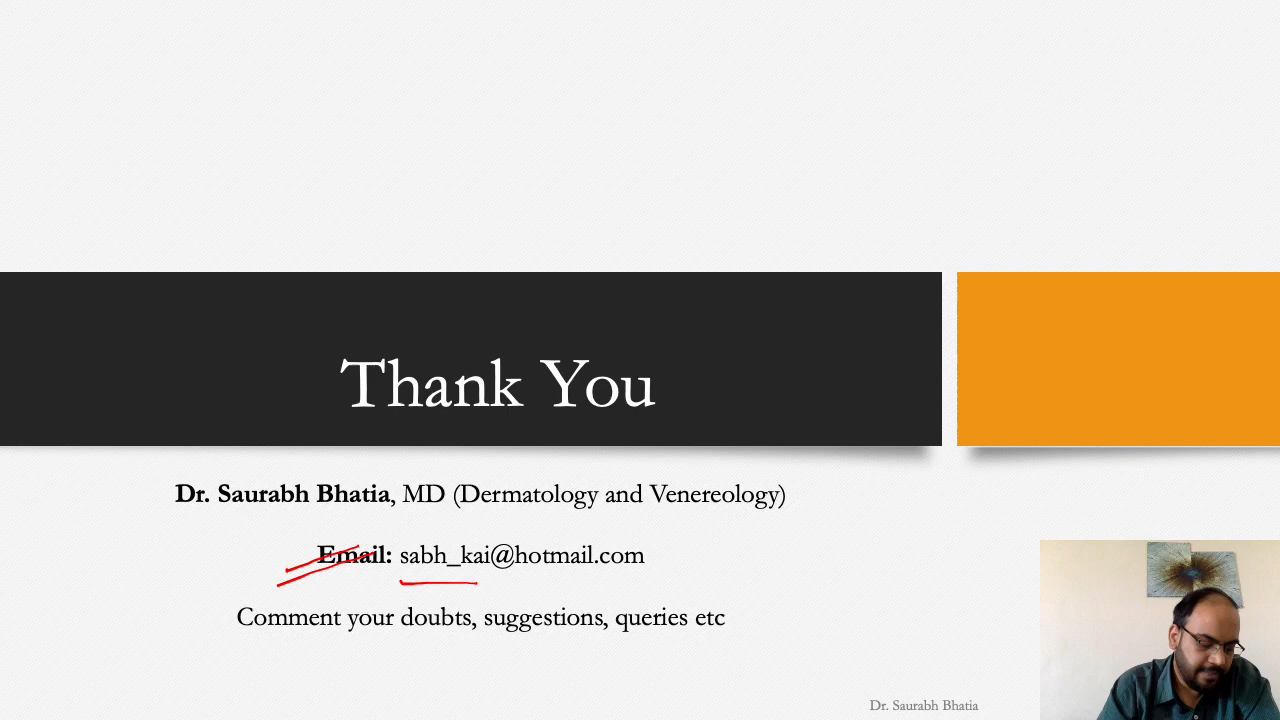 Thank You
Dr. Saurabh Bhatia, MD (Dermatology and Venereology)
Email: sabh_kai@hotmail.com
Comment your doubts, suggestions, queries etc
Dr. Saurabh Bhatia